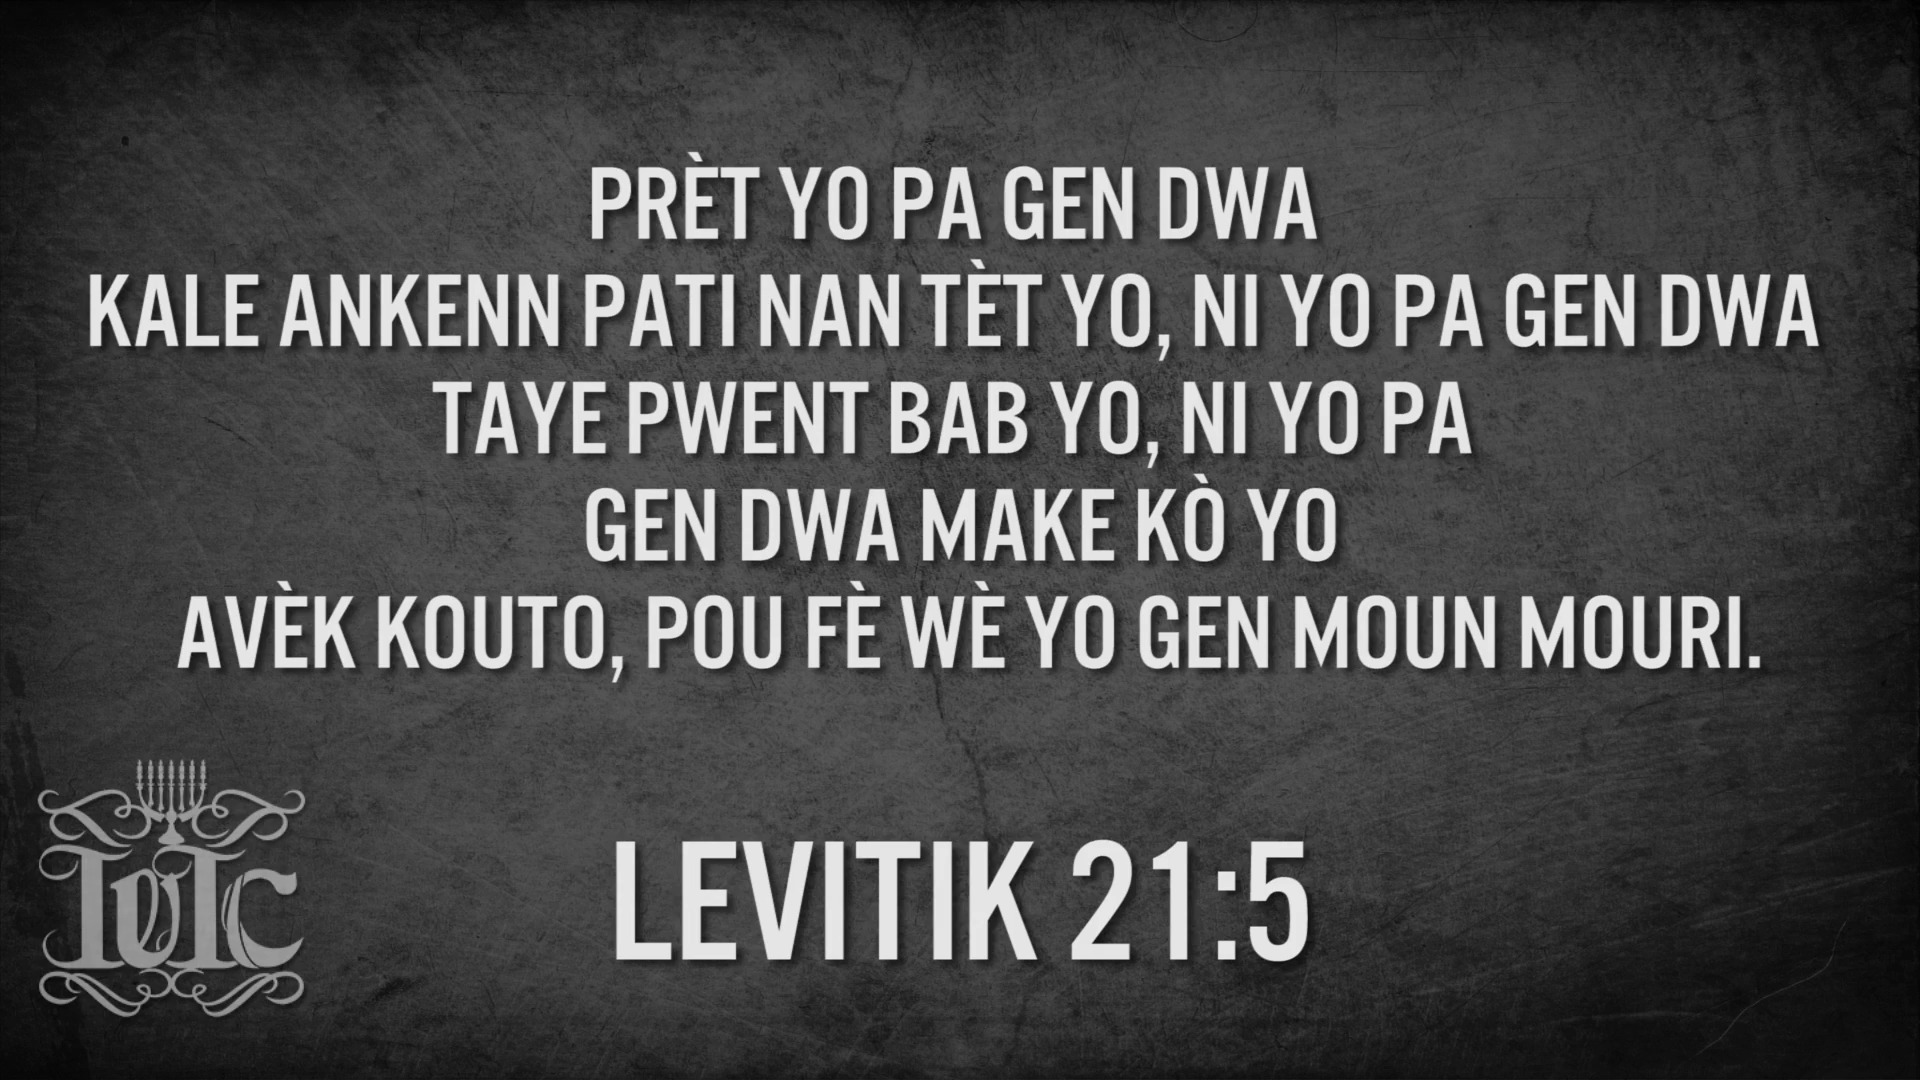 PRÈT YO PA GEN DWA
KALE ANKENN PATI NAN TÈT YO, NI YO PA GEN DWA
TAYE PWENT BAB YO, NI YO PA
GEN DWA MAKE KÒ YO
AVÈK KOUTO, POU FÈ WÈ YO GEN MOUN MOURI.
LEVITIK 21:5
IUIC